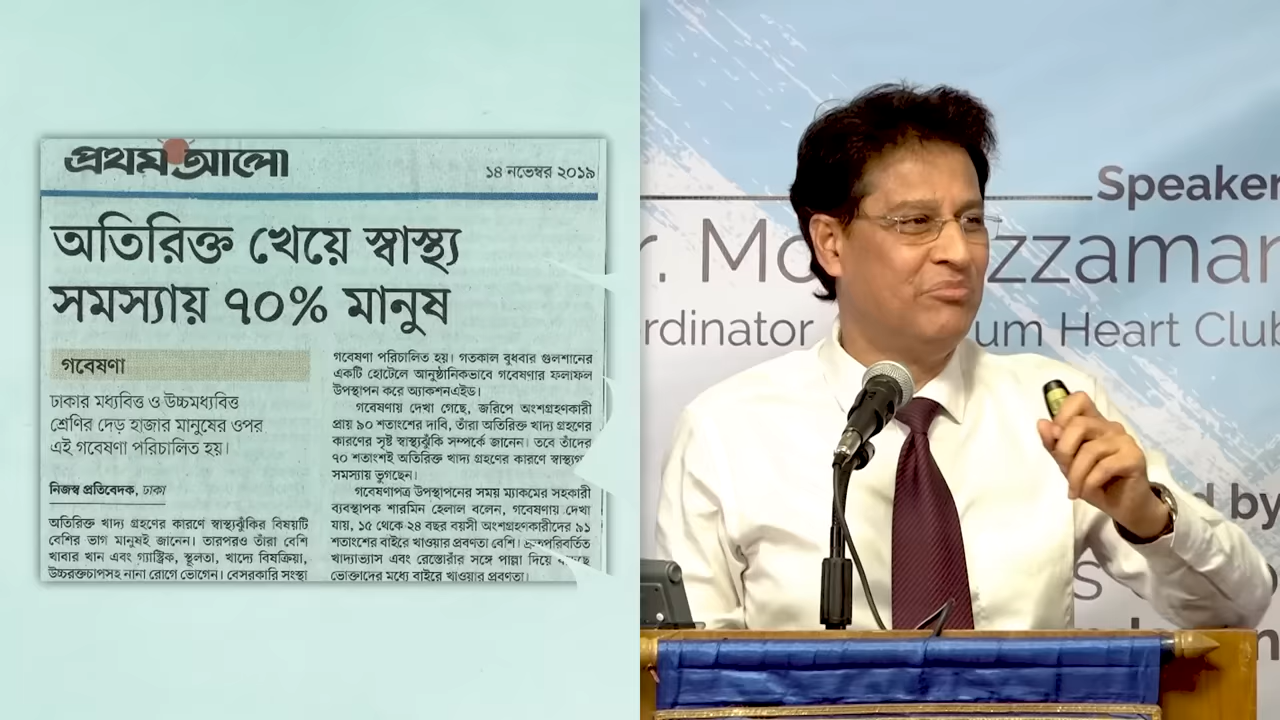 প্রথম আলো
১৪ নভেম্বর ২০১৯
অতিরিক্ত খেয়ে স্বাস্থ্য
সমস্যায় ৭০% মানুষ
গবেষণা
ঢাকার মধ্যবিত্ত ও উচ্চমধ্যবিত্ত
শ্রেণির দেড় হাজার মানুষের ওপর
এই গবেষণা পরিচালিত হয়।
নিজস্ব প্রতিবেদক, ঢাকা
অতিরিক্ত খাদ্য গ্রহণের কারণে স্বাস্থ্যঝুঁকির বিষয়টি
বেশির ভাগ মানুষই জানেন। তারপরও তাঁরা বেশি
খাবার খান এবং গ্যাস্ট্রিক, স্থূলতা, খাদ্যে বিষক্রিয়া,
উচ্চরক্তচাপসহ নানা রোগে ভোগেন। বেসরকারি সংস্থা
গবেষণা পরিচালিত হয়। গতকাল বুধবার গুলশানের
একটি হোটেলে আনুষ্ঠানিকভাবে গবেষণার ফলাফল
উপস্থাপন করে অ্যাকশনএইড।
গবেষণায় দেখা গেছে, জরিপে অংশগ্রহণকারী
প্রায় ৯০ শতাংশের দাবি, তাঁরা অতিরিক্ত খাদ্য গ্রহণের
কারণের সৃষ্ট স্বাস্থ্যঝুঁকি সম্পর্কে জানেন। তবে তাঁদের
৭০ শতাংশই অতিরিক্ত খাদ্য গ্রহণের কারণে
সমস্যায় ভুগছেন।
গবেষণাপত্র উপস্থাপনের সময় ম্যাকমের সহকারী
ব্যবস্থাপক শারমিন হেলাল বলেন, গবেষণায় দেখা
যায়, ১৫ থেকে ২৪ বছর বয়সী অংশগ্রহণকারীদের ৯১
শতাংশের বাইরে খাওয়ার প্রবণতা বেশি।
খাদ্যাভ্যাস এবং রেস্তোরাঁর সঙ্গে পাল্লা দিয়ে
ভোক্তাদের মধ্যে বাইরে খাওয়ার প্রবণতা।
Speaker
r. Mo zzaman
ordinator um Heart Club
d by
s